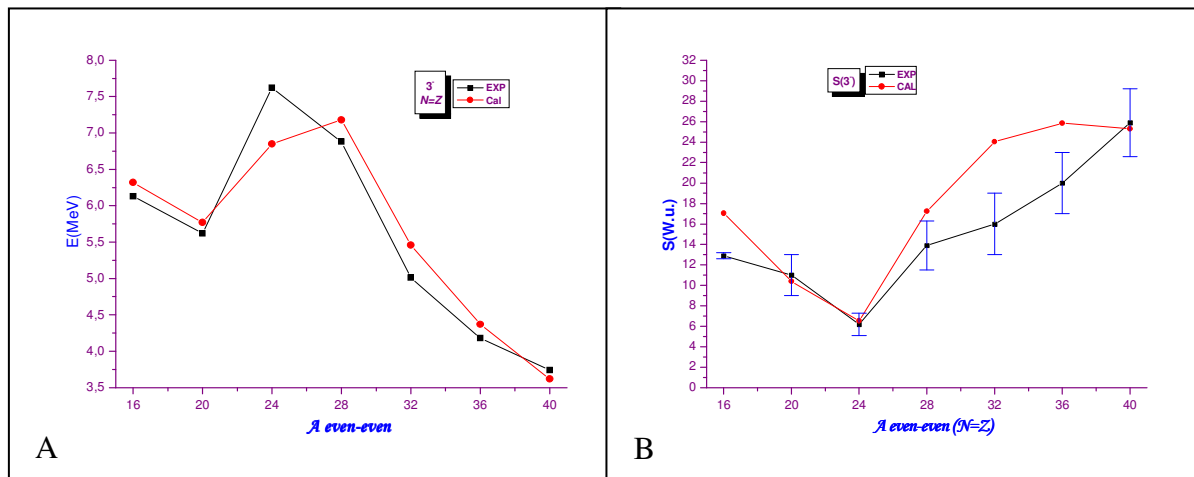 8,0
7,5
7,0
6,5
6,0
5,5
5,0
4,5
4,0
3,5
E(MeV)
3⁻
N=Z
EXP
Cal
16 20 24 28 32 36 40
A even-even
A
32
30
28
26
24
22
20
18
16
14
12
10
8
6
4
2
0
S(W.u.)
S(3⁻)
EXP
CAL
16 20 24 28 32 36 40
A even-even (N=Z)
B